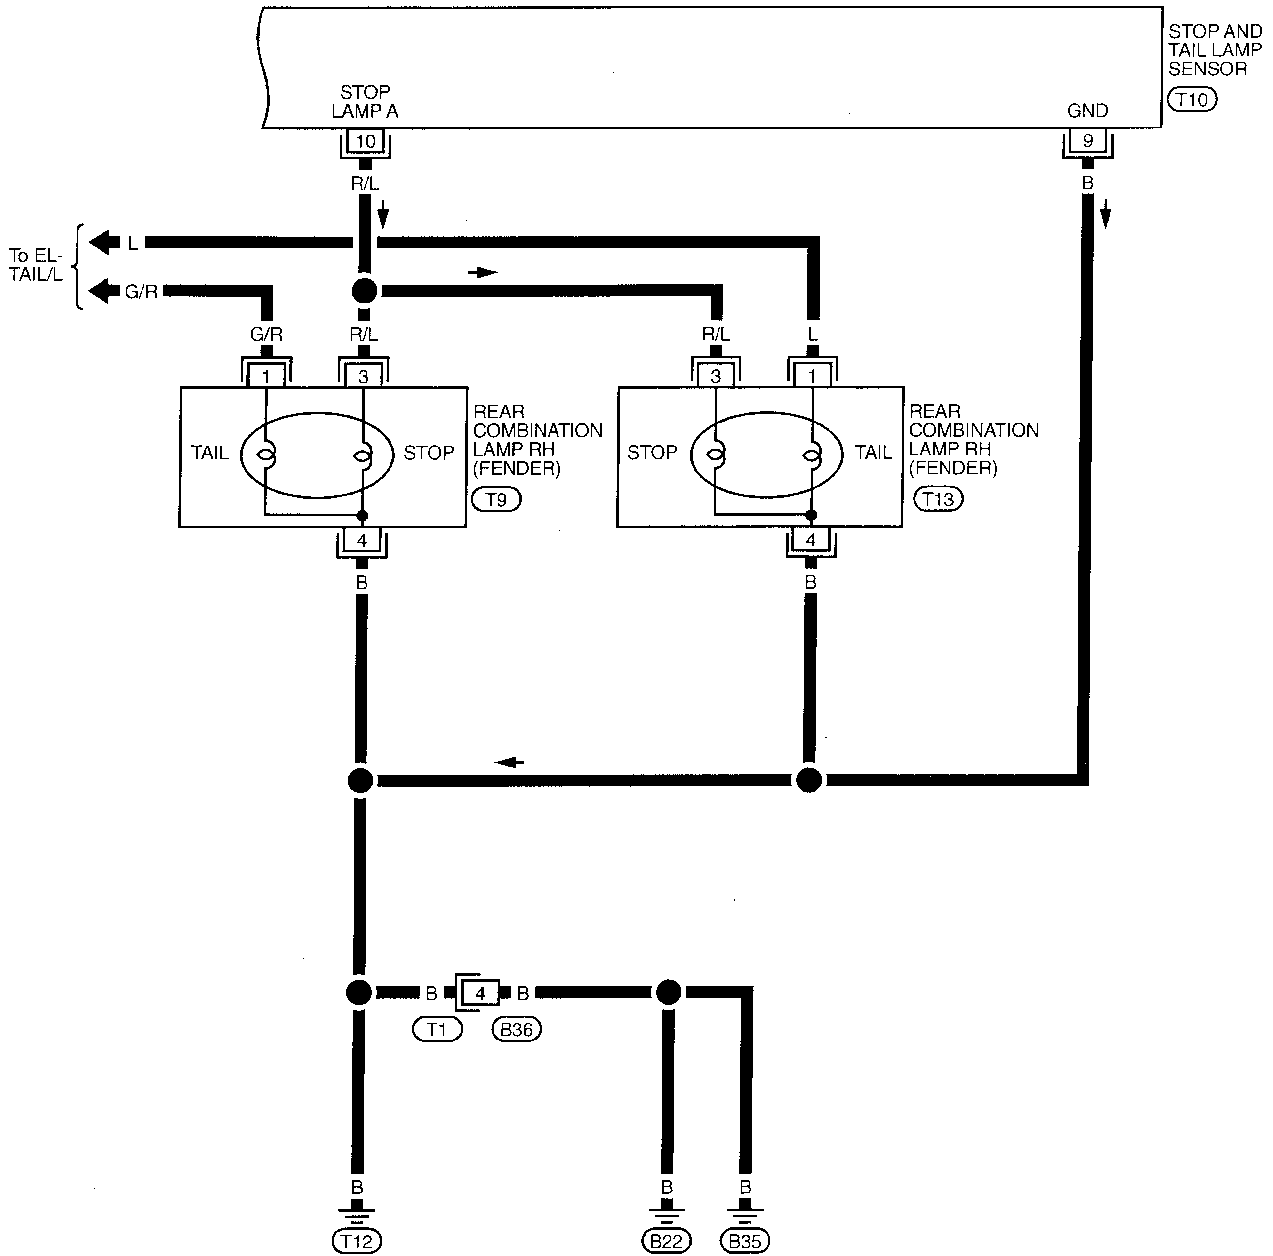 STOP AND
TAIL LAMP
SENSOR
T10
STOP
LAMP A
GND
10
9
R/L
B
To EL-
TAIL/L
L
G/R
G/R
R/L
R/L
L
1
3
3
1
TAIL
STOP
REAR
COMBINATION
LAMP RH
(FENDER)
T9
STOP
TAIL
REAR
COMBINATION
LAMP RH
(FENDER)
T13
4
4
B
B
B
4
B
T1
B36
B
B
B
T12
B22
B35